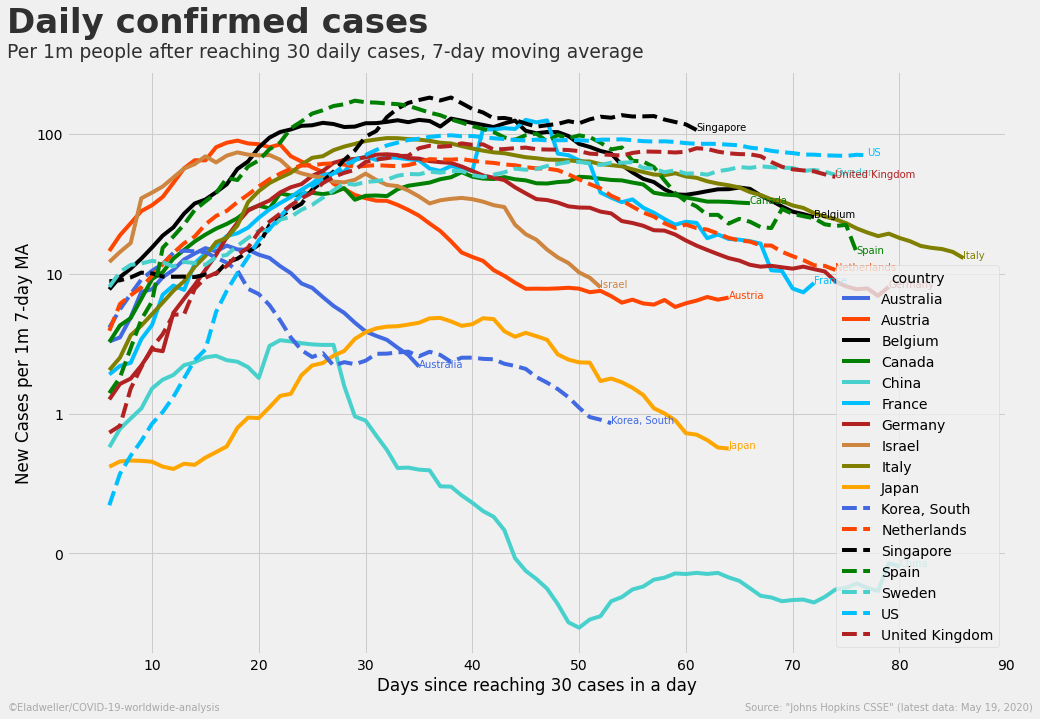 Daily confirmed cases
Per 1m people after reaching 30 daily cases, 7-day moving average
New Cases per 1m 7-day MA
100
10
1
0
Singapore
US
United Kingdom
Canada
Belgium
Spain
Italy
Netherlands
France
Israel
Austria
Australia
Korea, South
Japan
country
Australia
Austria
Belgium
Canada
China
France
Germany
Israel
Italy
Japan
Korea, South
Netherlands
Singapore
Spain
Sweden
US
United Kingdom
10 20 30 40 50 60 70 80 90
Days since reaching 30 cases in a day
©Eladweller/COVID-19-worldwide-analysis
Source: "Johns Hopkins CSSE" (latest data: May 19, 2020)